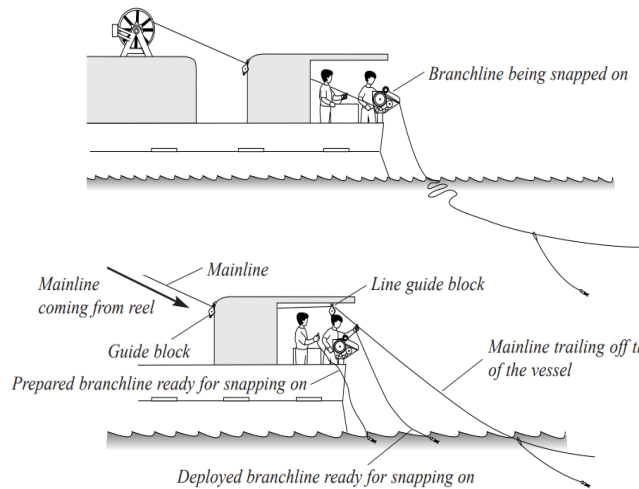 Branchline being snapped on
Mainline
Mainline
coming from reel
Line guide block
Guide block
Mainline trailing off th
of the vessel
Prepared branchline ready for snapping on
Deployed branchline ready for snapping on